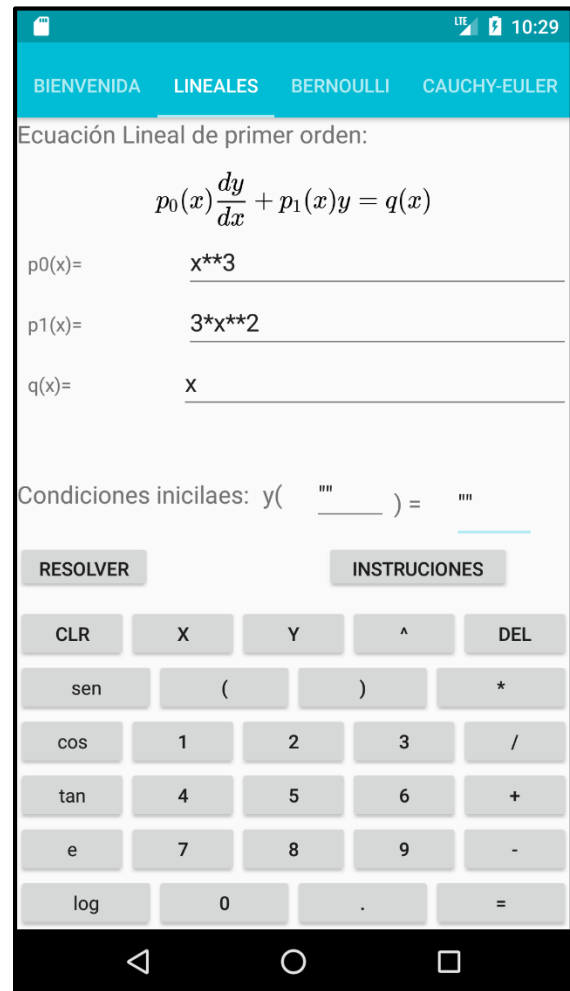 LTE 10:29
BIENVENIDA LINEALES BERNOULLI CAUCHY-EULER
Ecuación Lineal de primer orden:
p₀(x) dy/dx + p₁(x)y = q(x)
p0(x)= x**3
p1(x)= 3*x**2
q(x)= x
Condiciones inicilaes: y( "" ) = ""
RESOLVER INSTRUCIONES
CLR X Y ^ DEL
sen ( ) *
cos 1 2 3 /
tan 4 5 6 +
e 7 8 9 -
log 0 . =